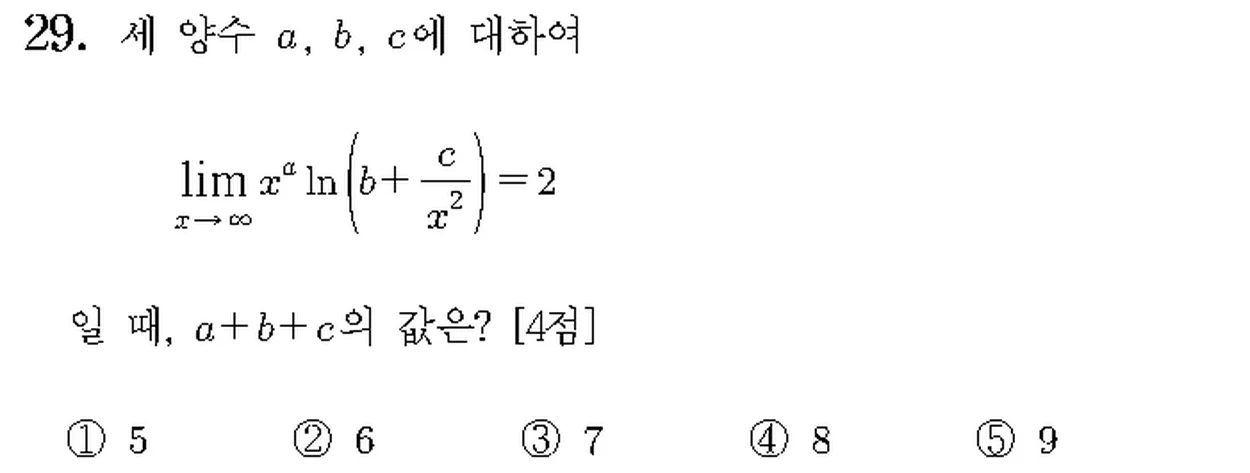 29. 세 양수 a, b, c에 대하여
lim_{x→∞} x^a ln(b + c/x^2) = 2
일 때, a+b+c의 값은? [4점]
① 5 ② 6 ③ 7 ④ 8 ⑤ 9